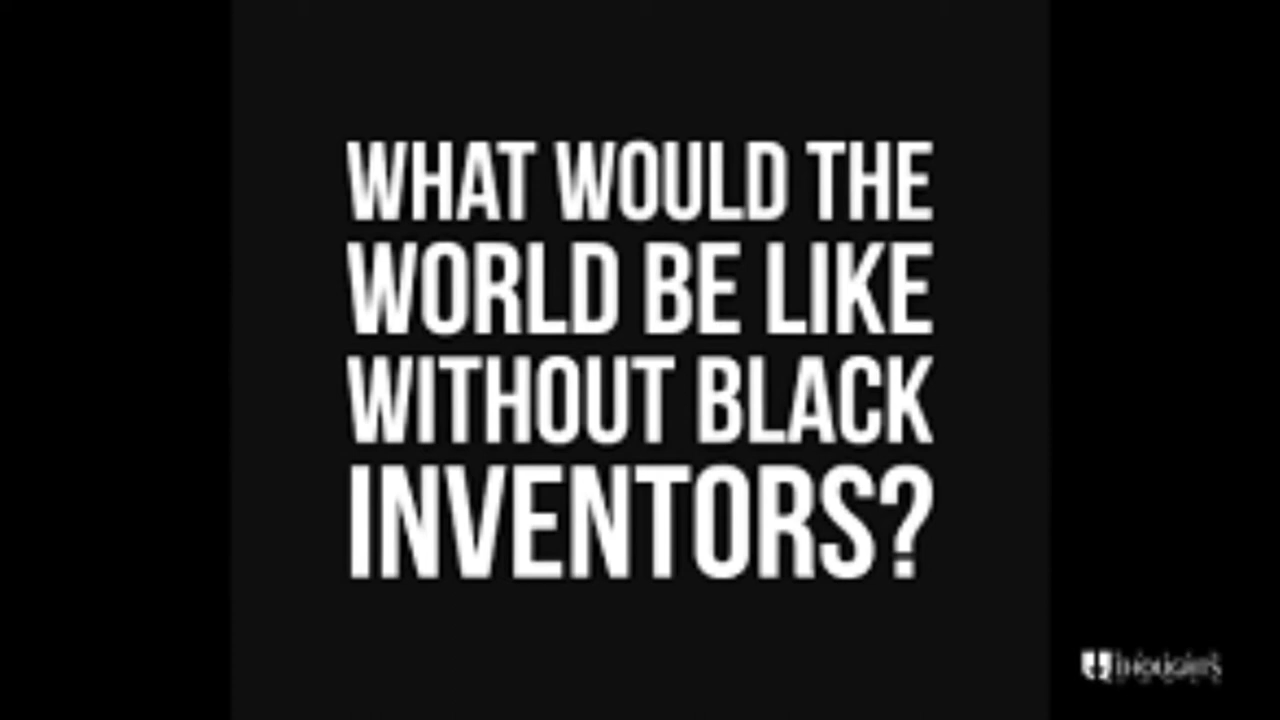 WHAT WOULD THE
WORLD BE LIKE
WITHOUT BLACK
INVENTORS?